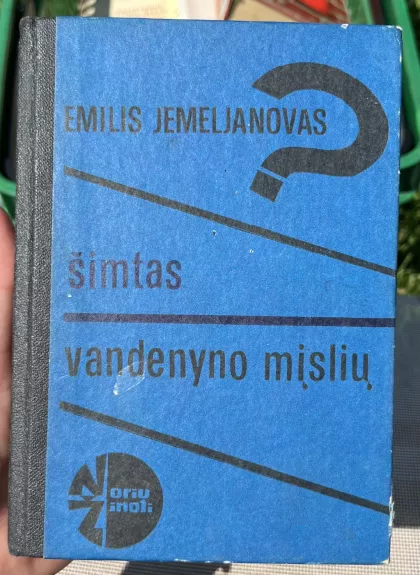 EMILIS JEMELJANOVAS
?
šimtas
vandenyno mįslių
Noriu
Žinoti